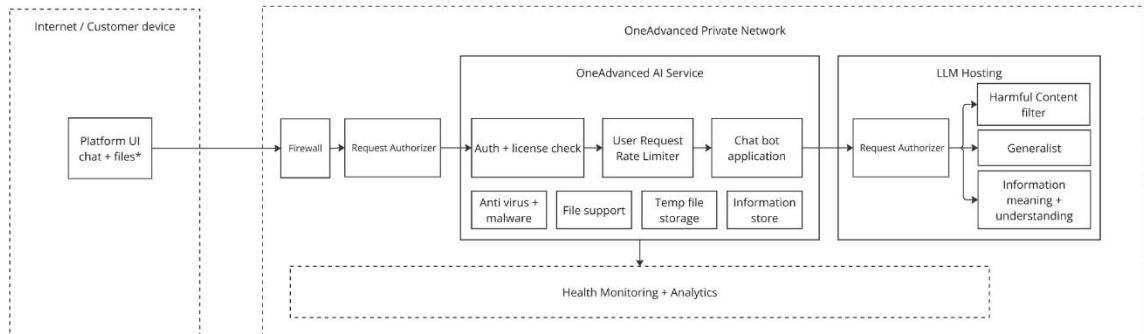 Internet / Customer device
OneAdvanced Private Network
OneAdvanced AI Service
LLM Hosting
Platform UI
chat + files*
Firewall
Request Authorizer
Auth + license check
User Request
Rate Limiter
Chat bot
application
Request Authorizer
Harmful Content
filter
Generalist
Information
meaning +
understanding
Anti virus +
malware
File support
Temp file
storage
Information
store
Health Monitoring + Analytics